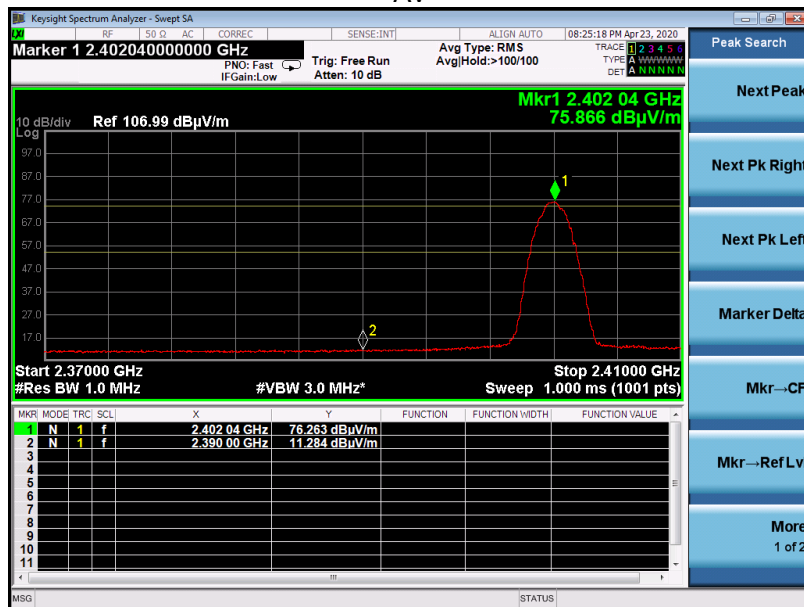 Keysight Spectrum Analyzer - Swept SA
LXI RF 50 Ω AC CORREC SENSE:INT ALIGN AUTO 08:25:18 PM Apr 23, 2020
Marker 1 2.402040000000 GHz
PNO: Fast
IFGain:Low
Trig: Free Run
Atten: 10 dB
Avg Type: RMS
Avg|Hold:>100/100
TRACE 1 2 3 4 5 6
TYPE A WWWWW
DET A N N N N N
Peak Search
Next Peak
Next Pk Right
Next Pk Left
Marker Delta
Mkr→CF
Mkr→Ref Lv
More
1 of 2
Mkr1 2.402 04 GHz
75.866 dBµV/m
10 dB/div Ref 106.99 dBµV/m
Log
97.0
87.0
77.0
67.0
57.0
47.0
37.0
27.0
17.0
1
2
Start 2.37000 GHz Stop 2.41000 GHz
#Res BW 1.0 MHz #VBW 3.0 MHz* Sweep 1.000 ms (1001 pts)
MKR MODE TRC SCL X Y FUNCTION FUNCTION WIDTH FUNCTION VALUE
1 N 1 f 2.402 04 GHz 76.263 dBµV/m
2 N 1 f 2.390 00 GHz 11.284 dBµV/m
3
4
5
6
7
8
9
10
11
MSG STATUS